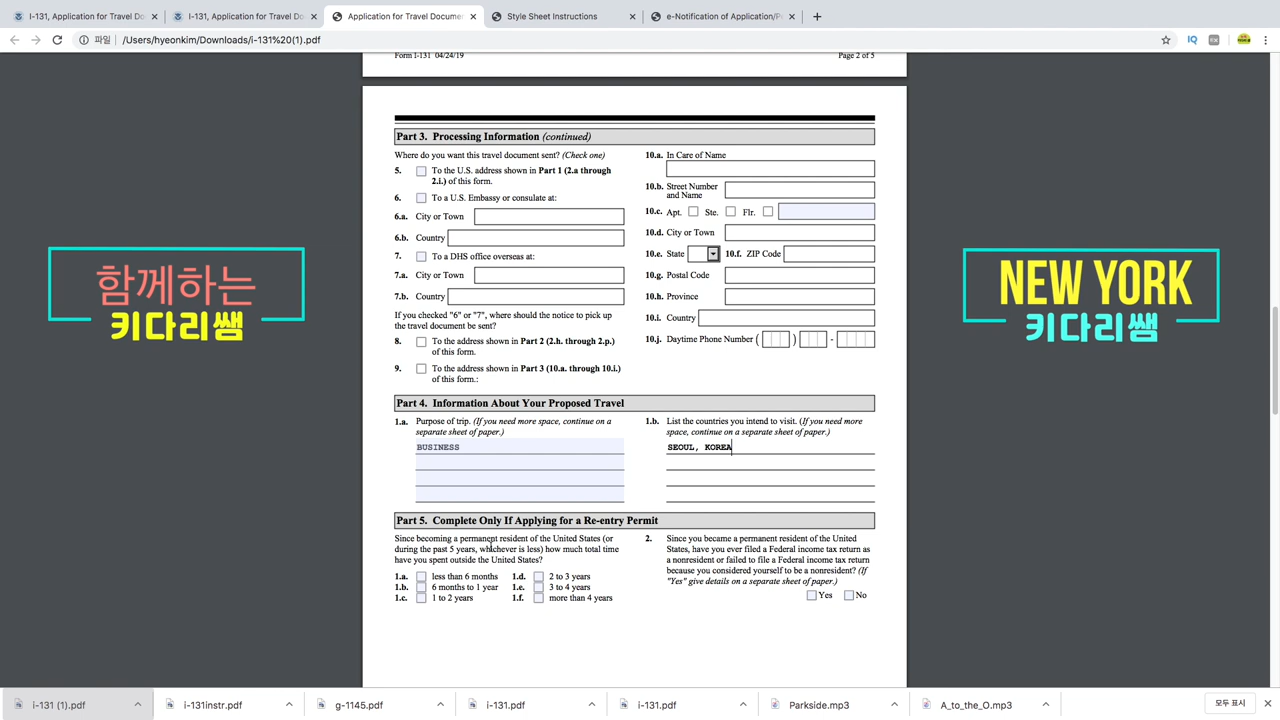 I-131, Application for Travel Do
I-131, Application for Travel Do
Application for Travel Docume
Style Sheet Instructions
e-Notification of Application/P
파일
/Users/hyeonkim/Downloads/i-131%20(1).pdf
IQ
Form I-131 04/24/19
Page 2 of 5
Part 3. Processing Information (continued)
Where do you want this travel document sent? (Check one)
5. To the U.S. address shown in Part 1 (2.a through
2.i.) of this form.
6. To a U.S. Embassy or consulate at:
6.a. City or Town
6.b. Country
7. To a DHS office overseas at:
7.a. City or Town
7.b. Country
If you checked "6" or "7", where should the notice to pick up
the travel document be sent?
8. To the address shown in Part 2 (2.h. through 2.p.)
of this form.
9. To the address shown in Part 3 (10.a. through 10.i.)
of this form.:
10.a. In Care of Name
10.b. Street Number
and Name
10.c. Apt. Ste. Flr.
10.d. City or Town
10.e. State 10.f. ZIP Code
10.g. Postal Code
10.h. Province
10.i. Country
10.j. Daytime Phone Number ( ) -
Part 4. Information About Your Proposed Travel
1.a. Purpose of trip. (If you need more space, continue on a
separate sheet of paper.)
BUSINESS
1.b. List the countries you intend to visit. (If you need more
space, continue on a separate sheet of paper.)
SEOUL, KOREA
Part 5. Complete Only If Applying for a Re-entry Permit
Since becoming a permanent resident of the United States (or
during the past 5 years, whichever is less) how much total time
have you spent outside the United States?
1.a. less than 6 months 1.d. 2 to 3 years
1.b. 6 months to 1 year 1.e. 3 to 4 years
1.c. 1 to 2 years 1.f. more than 4 years
2. Since you became a permanent resident of the United
States, have you ever filed a Federal income tax return as
a nonresident or failed to file a Federal income tax return
because you considered yourself to be a nonresident? (If
"Yes" give details on a separate sheet of paper.)
Yes No
함께하는
키다리쌤
NEW YORK
키다리쌤
i-131 (1).pdf
i-131instr.pdf
g-1145.pdf
i-131.pdf
i-131.pdf
Parkside.mp3
A_to_the_O.mp3
모두 표시